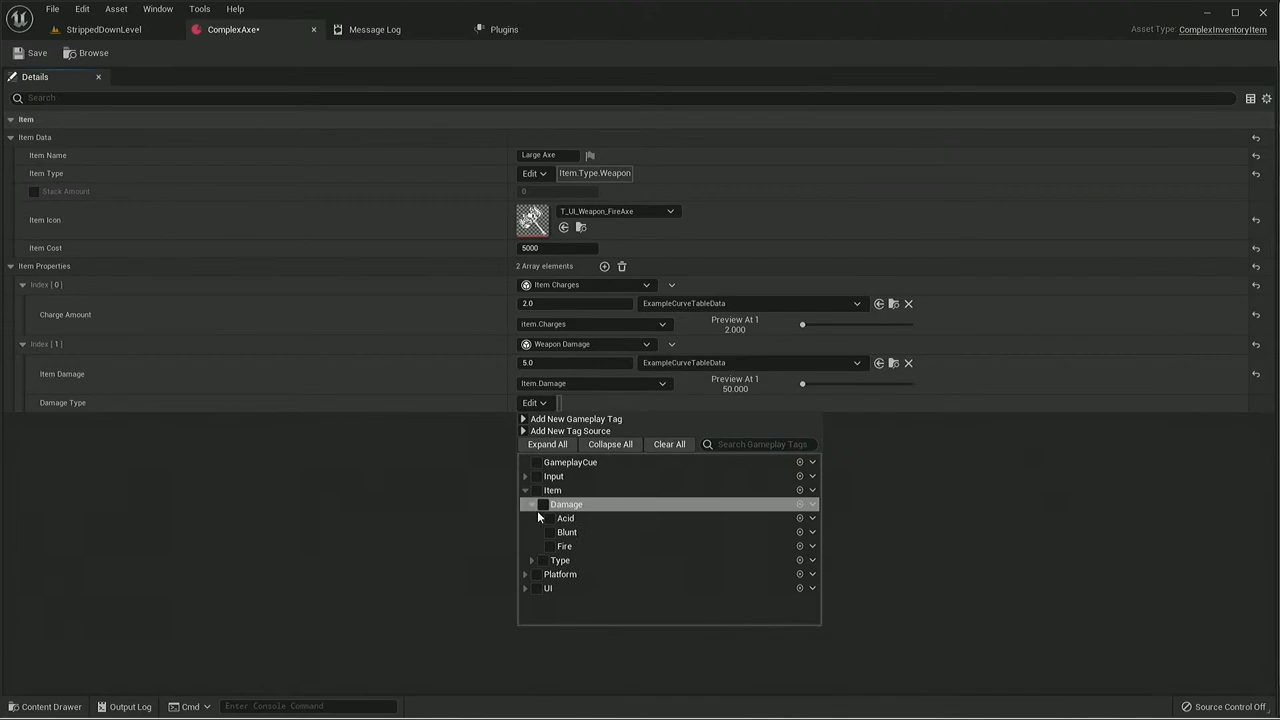 File Edit Asset Window Tools Help
StrippedDownLevel ComplexAxe• Message Log Plugins Asset Type: ComplexInventoryItem
Save Browse
Details
Search
Item
Item Data
Item Name Large Axe
Item Type Edit Item.Type.Weapon
Stack Amount 0
Item Icon T_UI_Weapon_FireAxe
Item Cost 5000
Item Properties 2 Array elements
Index [ 0 ] Item Charges
Charge Amount 2.0 ExampleCurveTableData
Item.Charges Preview At 1
2.000
Index [ 1 ] Weapon Damage
Item Damage 5.0 ExampleCurveTableData
Item.Damage Preview At 1
50.000
Damage Type Edit
Add New Gameplay Tag
Add New Tag Source
Expand All Collapse All Clear All Search Gameplay Tags
GameplayCue
Input
Item
Damage
Acid
Blunt
Fire
Type
Platform
UI
Content Drawer Output Log Cmd Enter Console Command Source Control Off